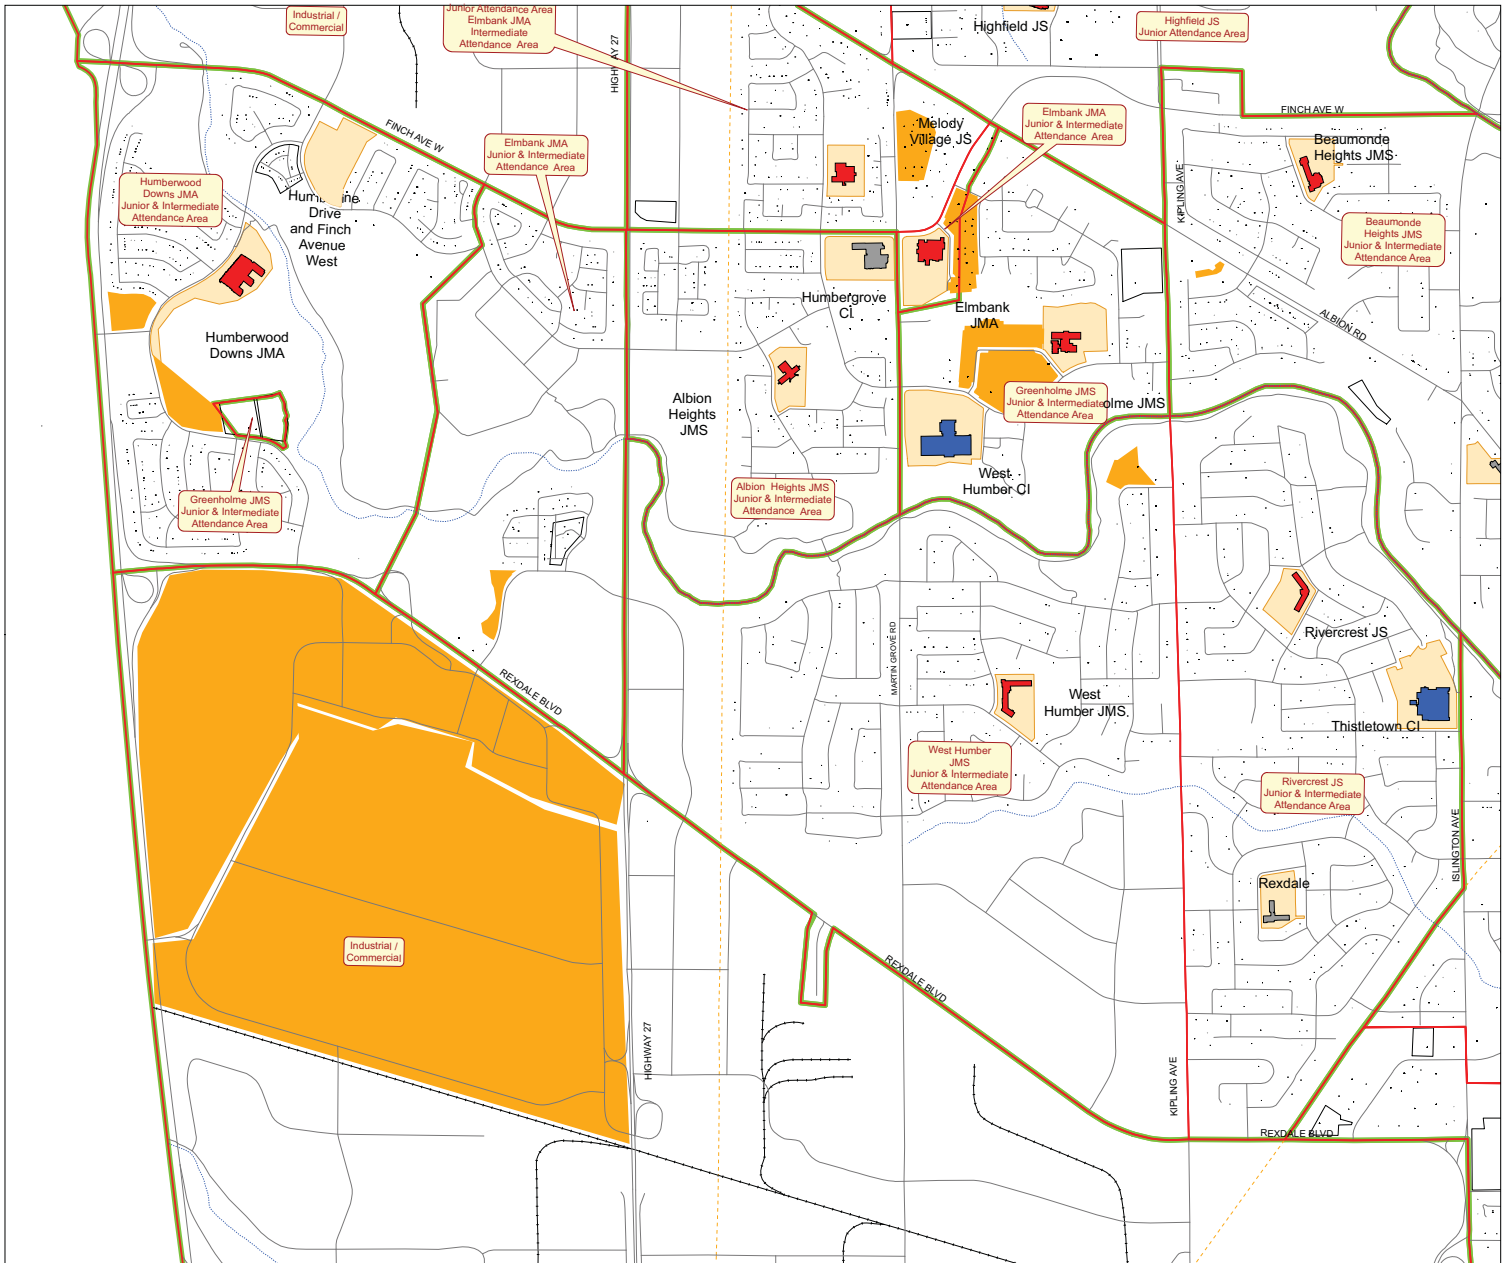 Industrial /
Commercial
Junior Attendance Area
Elmbank JMA
Intermediate
Attendance Area
HIGHWAY 27
Highfield JS
Highfield JS
Junior Attendance Area
FINCH AVE W
FINCH AVE W
Elmbank JMA
Junior & Intermediate
Attendance Area
Melody
Village JS
Elmbank JMA
Junior & Intermediate
Attendance Area
Beaumonde
Heights JMS
KIPLING AVE
Humberwood
Downs JMA
Junior & Intermediate
Attendance Area
Drive
and Finch
Avenue
West
Beaumonde
Heights JMS
Junior & Intermediate
Attendance Area
Humbergrove
CI
Elmbank
JMA
ALBION RD
Humberwood
Downs JMA
Albion
Heights
JMS
Greenholme JMS
Junior & Intermediate
Attendance Area
olme JMS
West
Humber CI
Albion Heights JMS
Junior & Intermediate
Attendance Area
Greenholme JMS
Junior & Intermediate
Attendance Area
Rivercrest JS
MARTIN GROVE RD
REXDALE BLVD
West
Humber JMS
Thistletown CI
West Humber
JMS
Junior & Intermediate
Attendance Area
Rivercrest JS
Junior & Intermediate
Attendance Area
ISLINGTON AVE
Rexdale
Industrial /
Commercial
REXDALE BLVD
HIGHWAY 27
KIPLING AVE
REXDALE BLVD